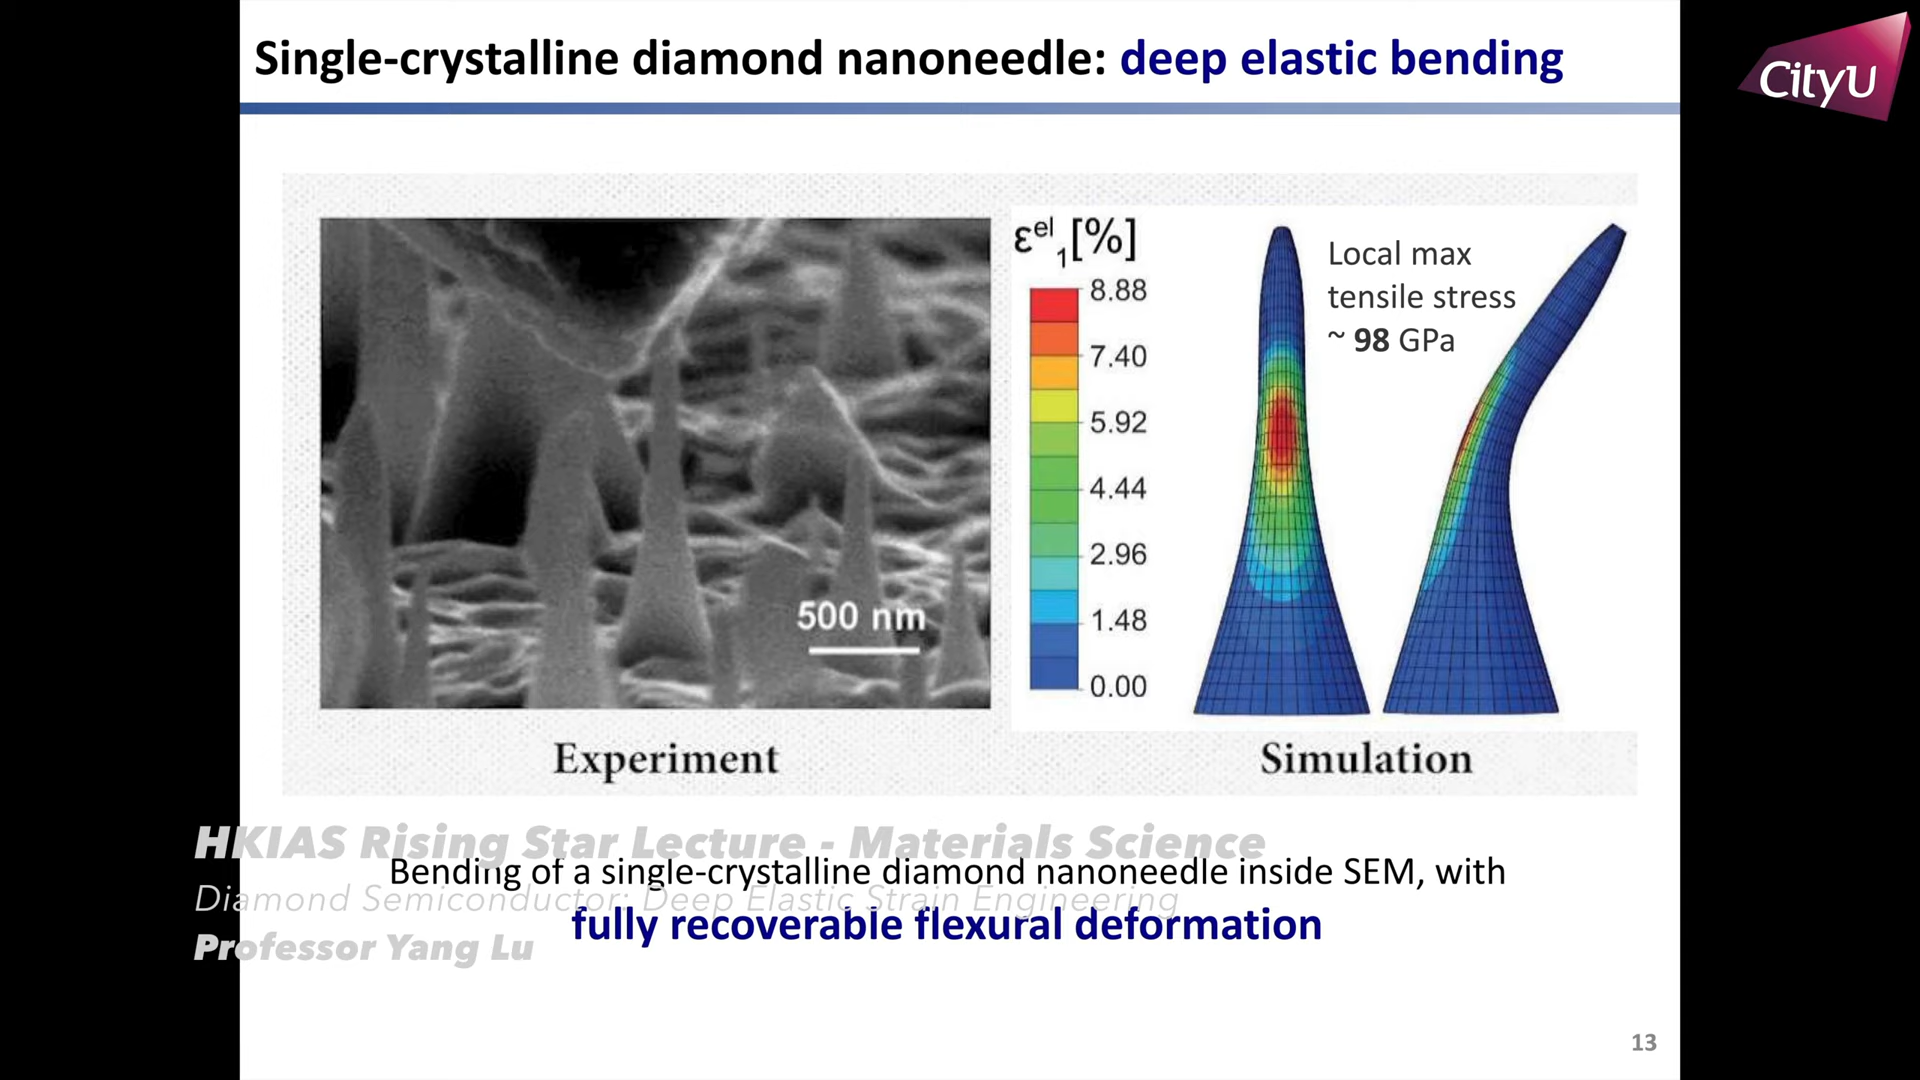 Single-crystalline diamond nanoneedle: deep elastic bending
CityU
εel1[%]
8.88
7.40
5.92
4.44
2.96
1.48
0.00
Local max
tensile stress
~ 98 GPa
500 nm
Experiment
Simulation
HKIAS Rising Star Lecture - Materials Science
Bending of a single-crystalline diamond nanoneedle inside SEM, with
Diamond Semiconductor: Deep Elastic Strain Engineering
fully recoverable flexural deformation
Professor Yang Lu
13